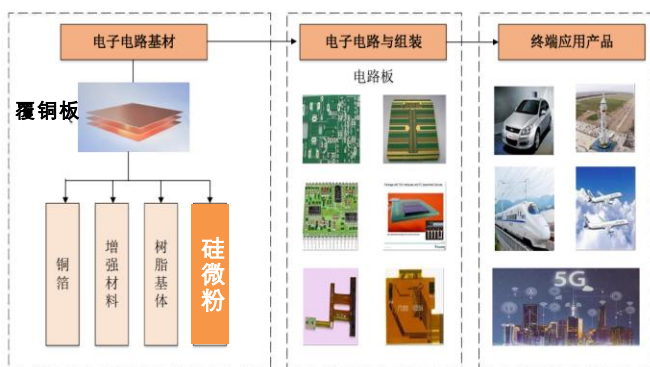 电子电路基材
电子电路与组装
终端应用产品
覆铜板
电路板
铜箔
增强材料
树脂基体
硅微粉
5G